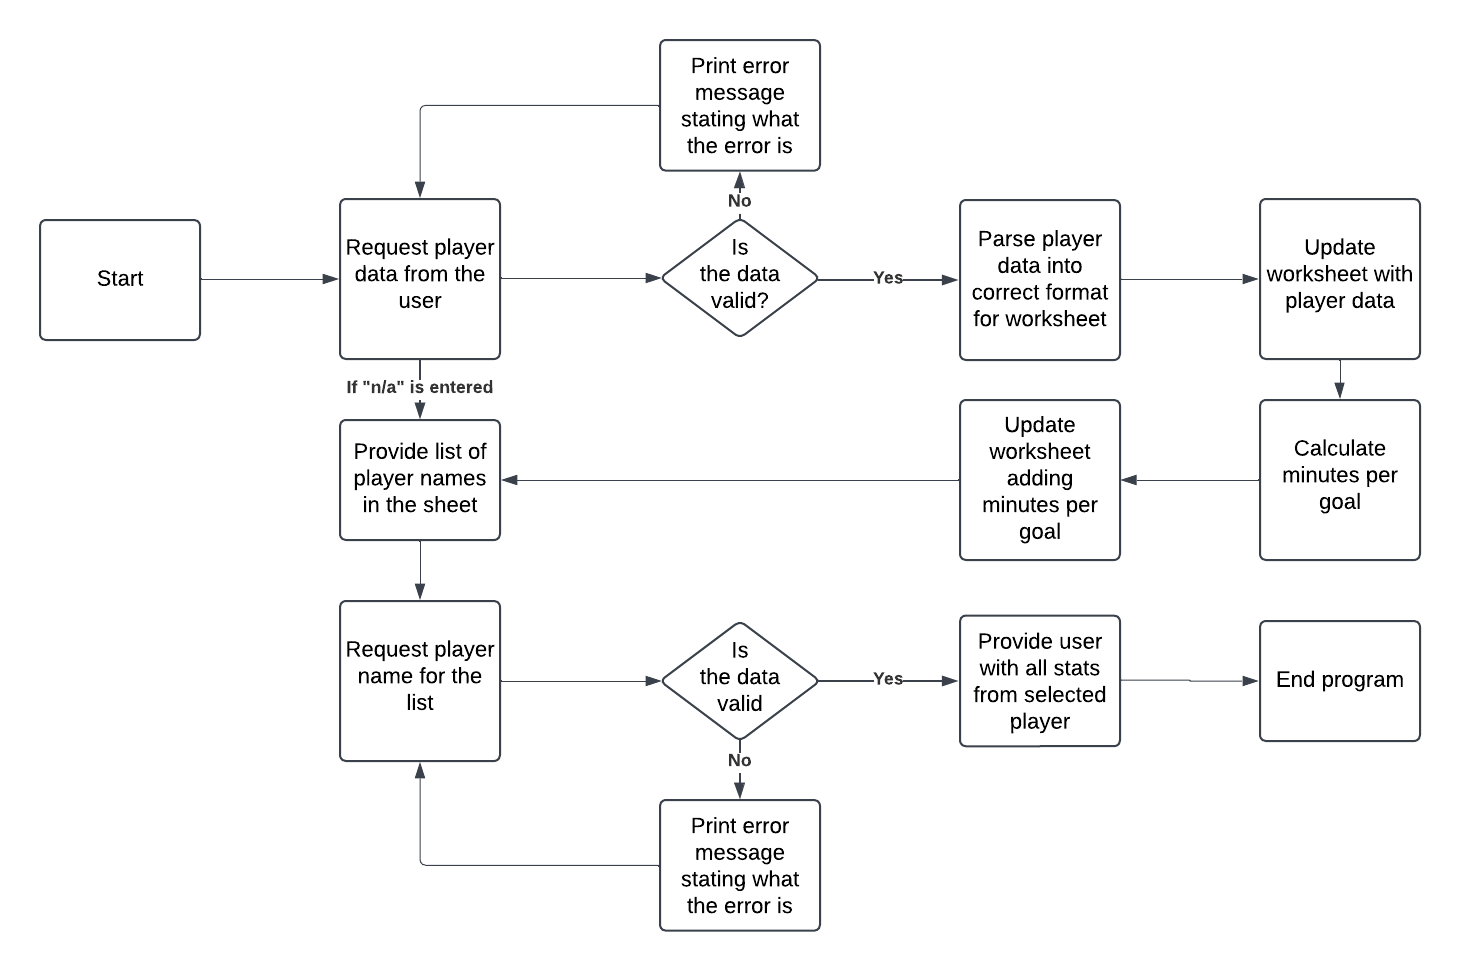 Print error
message
stating what
the error is
No
Start
Request player
data from the
user
Is
the data
valid?
Yes
Parse player
data into
correct format
for worksheet
Update
worksheet with
player data
If "n/a" is entered
Provide list of
player names
in the sheet
Update
worksheet
adding
minutes per
goal
Calculate
minutes per
goal
Request player
name for the
list
Is
the data
valid
Yes
Provide user
with all stats
from selected
player
End program
No
Print error
message
stating what
the error is